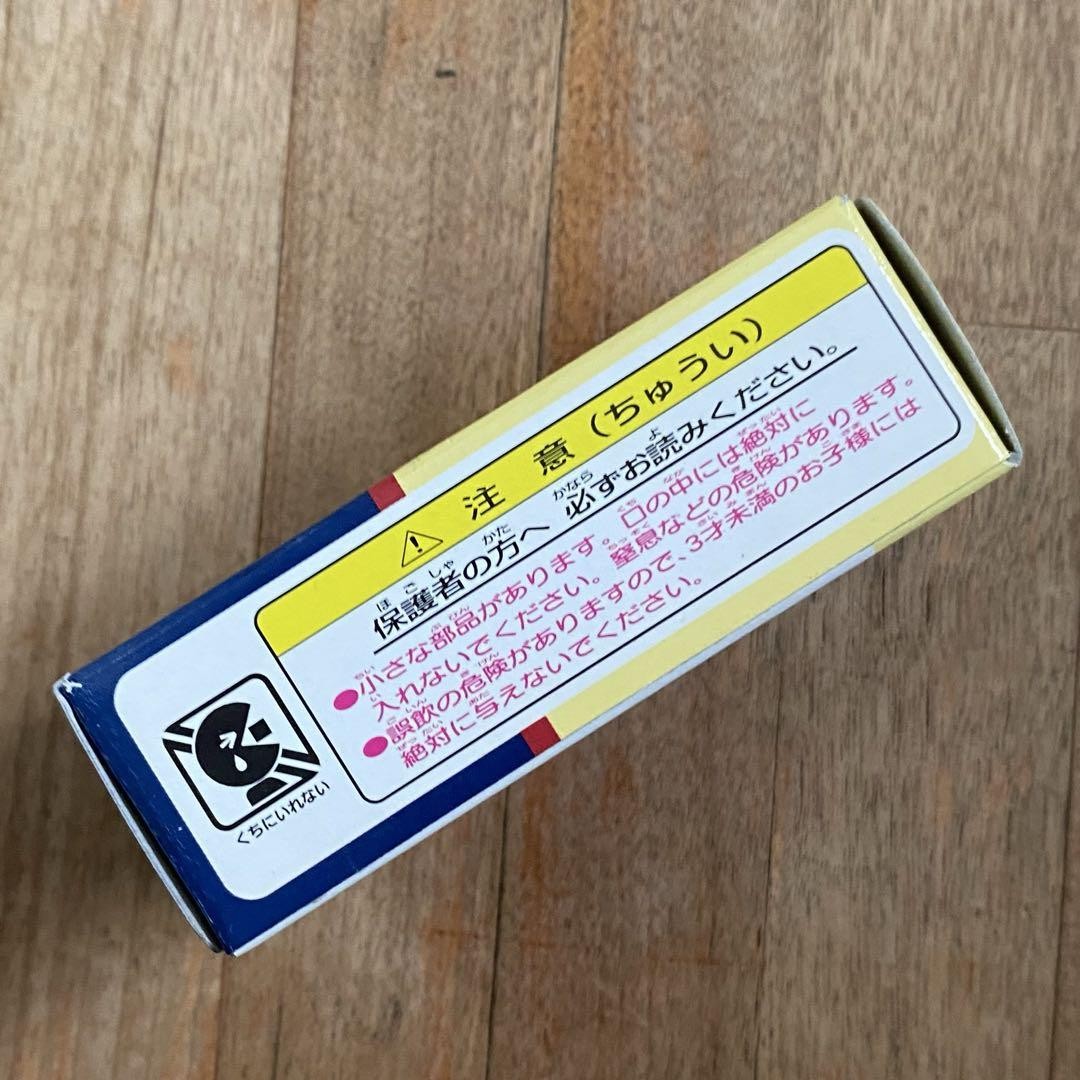 注意(ちゅうい)
保護者の方へ 必ずお読みください。
●小さな部品があります。口の中には絶対に
入れないでください。窒息などの危険があります。
●誤飲の危険がありますので、3才未満のお子様には
絶対に与えないでください。
くちにいれない